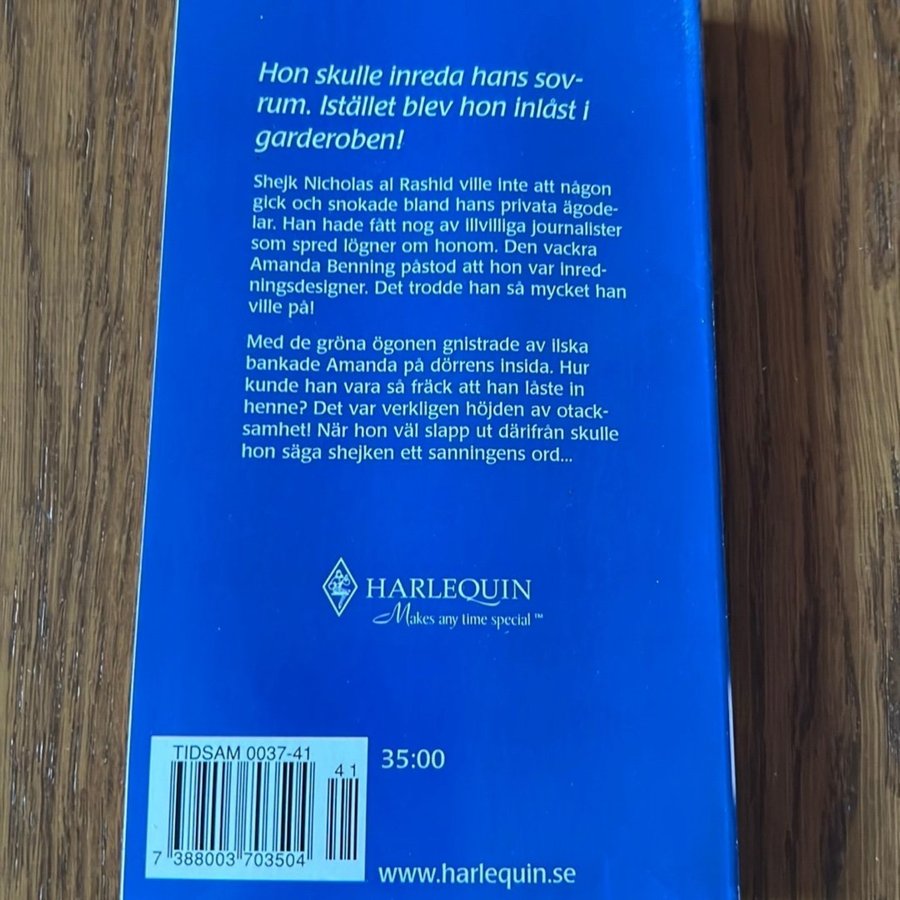 Hon skulle inreda hans sov-
rum. Istället blev hon inlåst i
garderoben!
Shejk Nicholas al Rashid ville inte att någon
gick och snokade bland hans privata ägode-
lar. Han hade fått nog av illvilliga journalister
som spred lögner om honom. Den vackra
Amanda Benning påstod att hon var inred-
ningsdesigner. Det trodde han så mycket han
ville på!
Med de gröna ögonen gnistrade av ilska
bankade Amanda på dörrens insida. Hur
kunde han vara så fräck att han låste in
henne? Det var verkligen höjden av otack-
samhet! När hon väl slapp ut därifrån skulle
hon säga shejken ett sanningens ord...
HARLEQUIN
Makes any time special™
TIDSAM 0037-41
41
35:00
7 388003 703504
www.harlequin.se